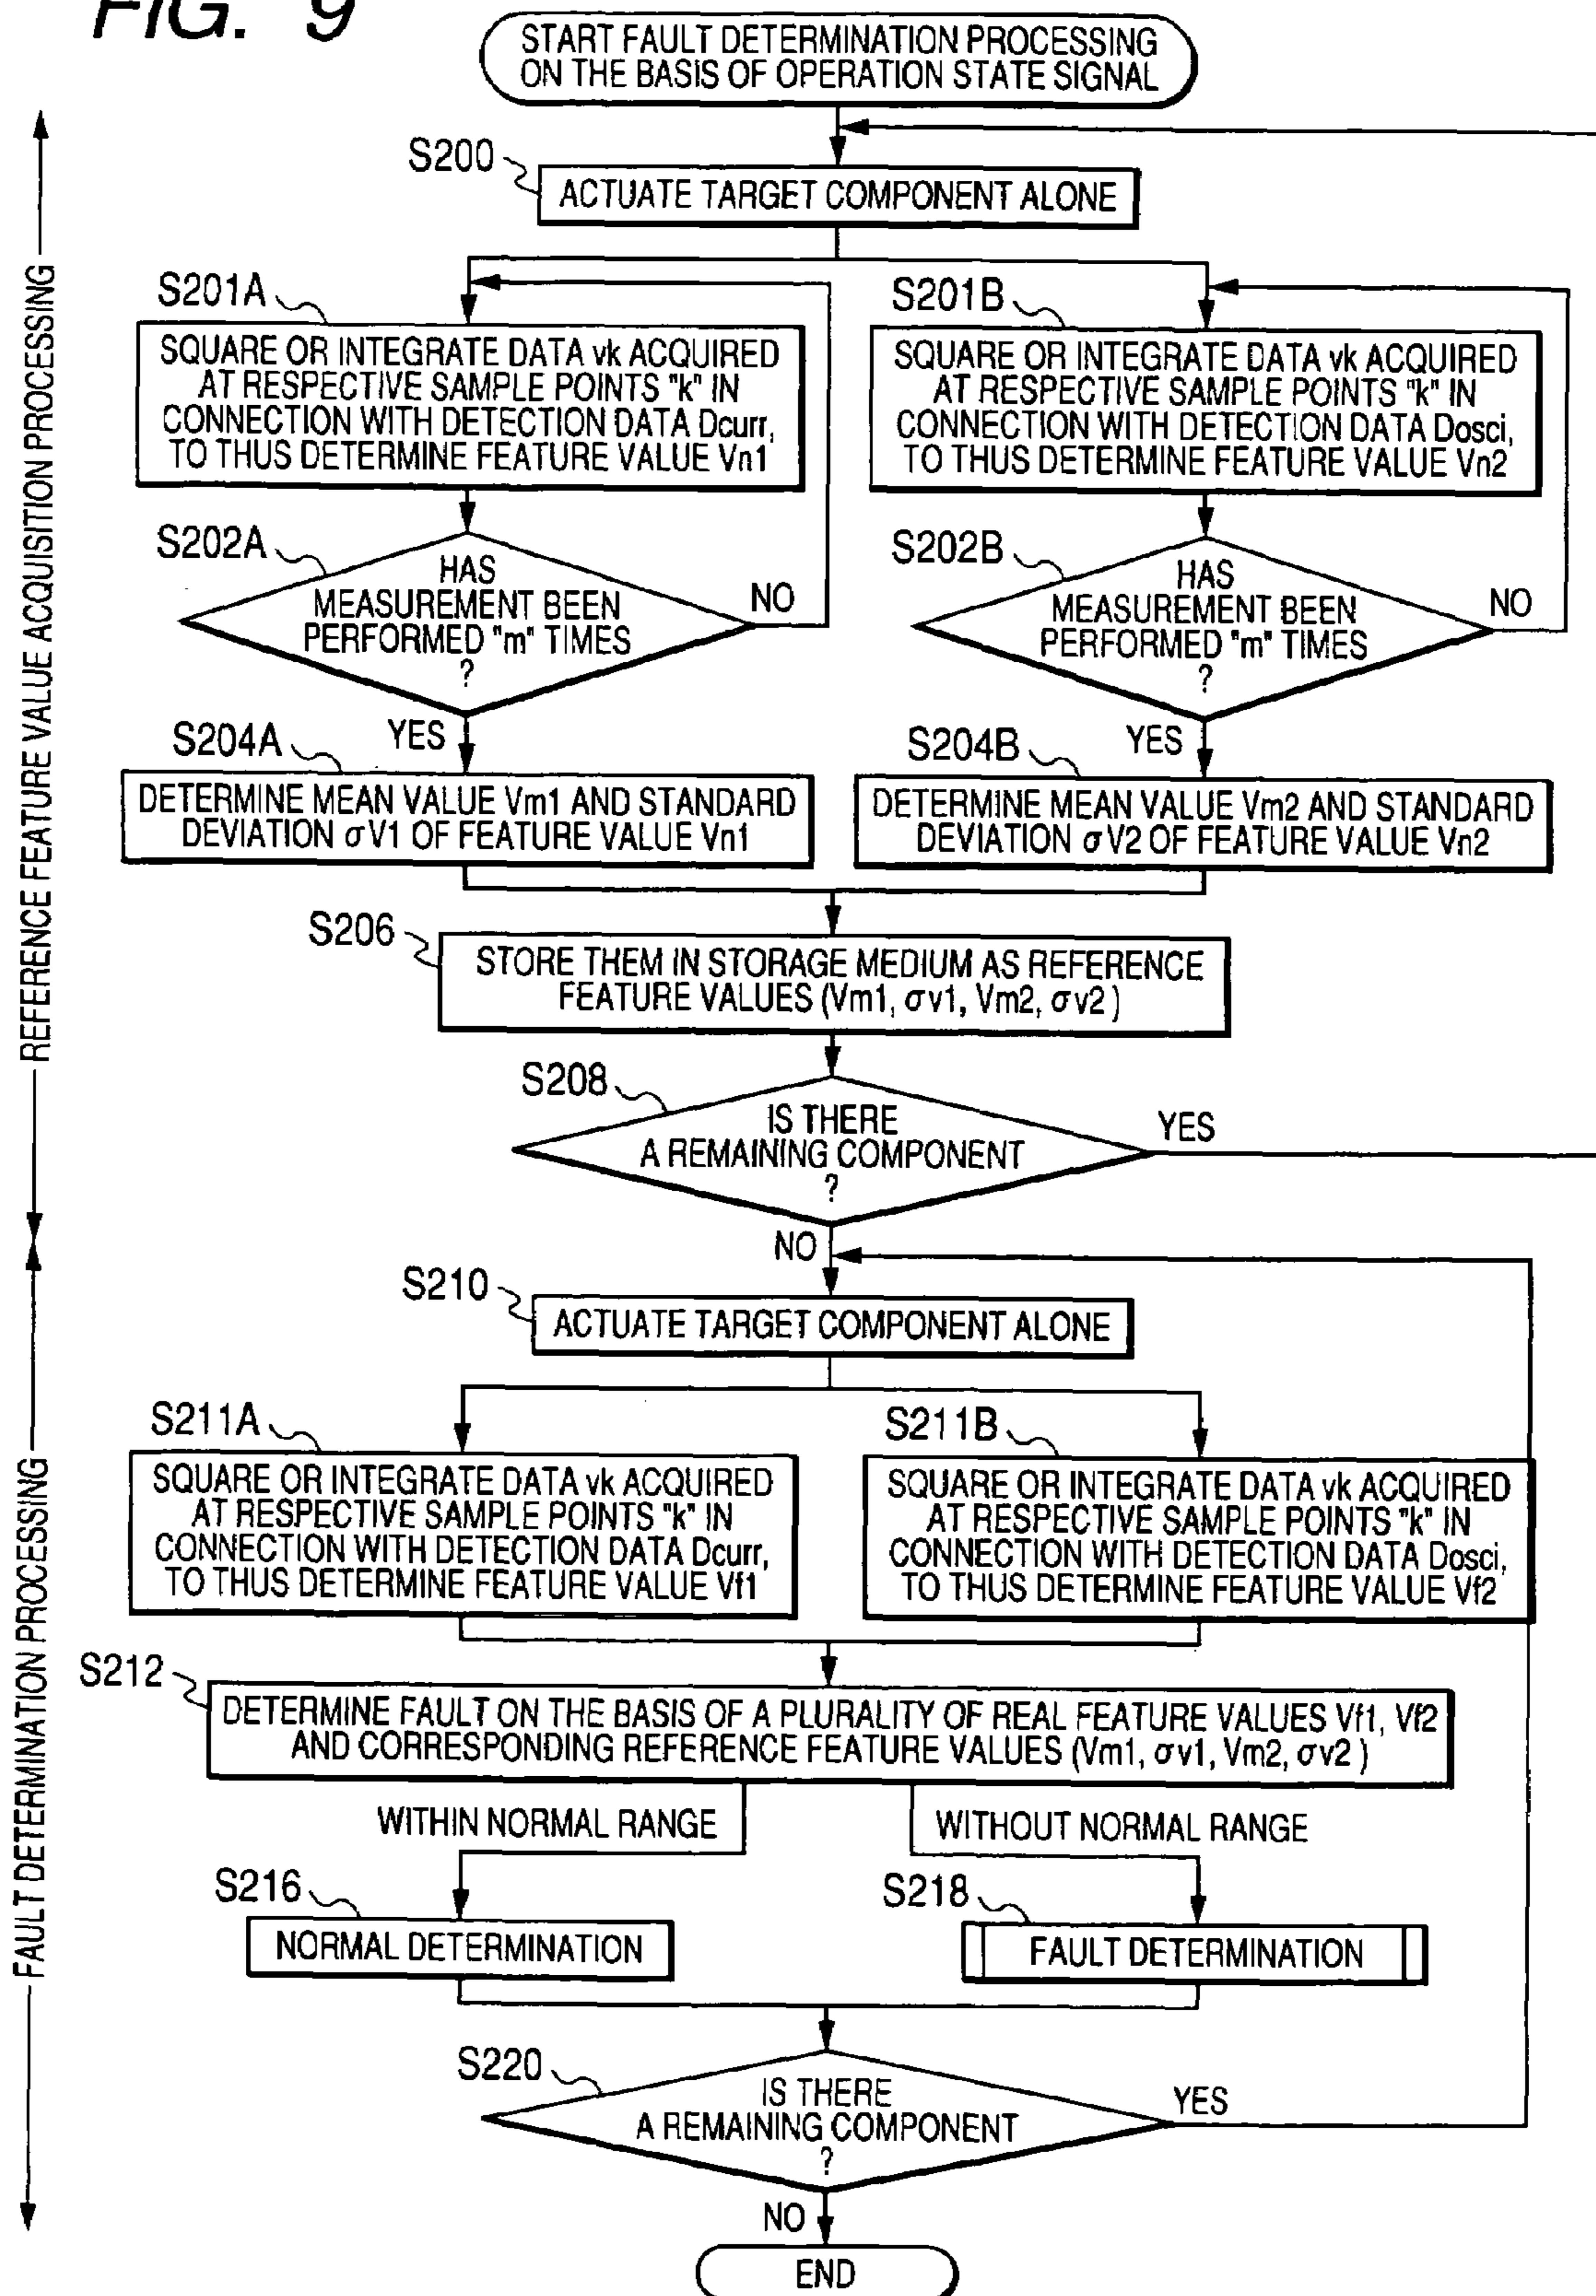 FIG. 9
START FAULT DETERMINATION PROCESSING
ON THE BASIS OF OPERATION STATE SIGNAL
REFERENCE FEATURE VALUE ACQUISITION PROCESSING
S200
ACTUATE TARGET COMPONENT ALONE
S201A
SQUARE OR INTEGRATE DATA vk ACQUIRED
AT RESPECTIVE SAMPLE POINTS "k" IN
CONNECTION WITH DETECTION DATA Dcurr,
TO THUS DETERMINE FEATURE VALUE Vn1
S201B
SQUARE OR INTEGRATE DATA vk ACQUIRED
AT RESPECTIVE SAMPLE POINTS "k" IN
CONNECTION WITH DETECTION DATA Dosci,
TO THUS DETERMINE FEATURE VALUE Vn2
S202A
HAS
MEASUREMENT BEEN
PERFORMED "m" TIMES
?
NO
YES
S202B
HAS
MEASUREMENT BEEN
PERFORMED "m" TIMES
?
NO
YES
S204A
DETERMINE MEAN VALUE Vm1 AND STANDARD
DEVIATION σV1 OF FEATURE VALUE Vn1
S204B
DETERMINE MEAN VALUE Vm2 AND STANDARD
DEVIATION σV2 OF FEATURE VALUE Vn2
S206
STORE THEM IN STORAGE MEDIUM AS REFERENCE
FEATURE VALUES (Vm1, σv1, Vm2, σv2)
S208
IS THERE
A REMAINING COMPONENT
?
YES
NO
FAULT DETERMINATION PROCESSING
S210
ACTUATE TARGET COMPONENT ALONE
S211A
SQUARE OR INTEGRATE DATA vk ACQUIRED
AT RESPECTIVE SAMPLE POINTS "k" IN
CONNECTION WITH DETECTION DATA Dcurr,
TO THUS DETERMINE FEATURE VALUE Vf1
S211B
SQUARE OR INTEGRATE DATA vk ACQUIRED
AT RESPECTIVE SAMPLE POINTS "k" IN
CONNECTION WITH DETECTION DATA Dosci,
TO THUS DETERMINE FEATURE VALUE Vf2
S212
DETERMINE FAULT ON THE BASIS OF A PLURALITY OF REAL FEATURE VALUES Vf1, Vf2
AND CORRESPONDING REFERENCE FEATURE VALUES (Vm1, σv1, Vm2, σv2)
WITHIN NORMAL RANGE
WITHOUT NORMAL RANGE
S216
NORMAL DETERMINATION
S218
FAULT DETERMINATION
S220
IS THERE
A REMAINING COMPONENT
?
YES
NO
END